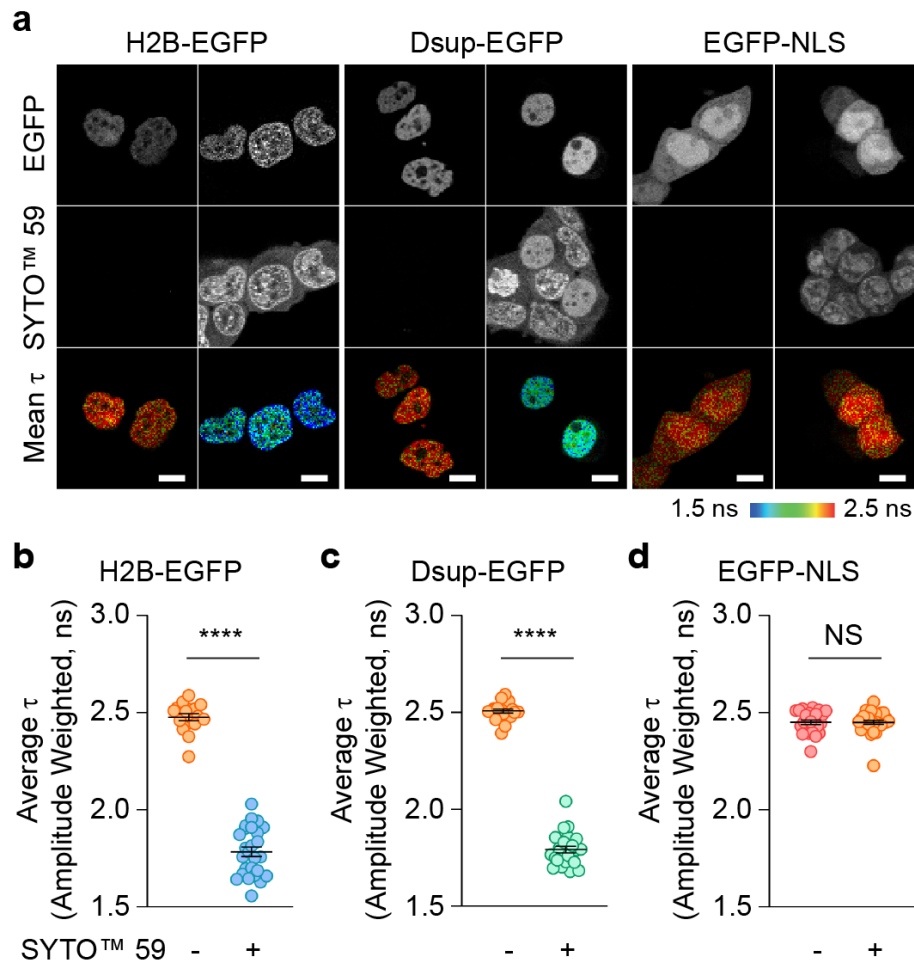 a
H2B-EGFP Dsup-EGFP EGFP-NLS
EGFP
SYTO™ 59
Mean τ
1.5 ns 2.5 ns
b c d
H2B-EGFP Dsup-EGFP EGFP-NLS
Average τ
(Amplitude Weighted, ns)
3.0
2.5
2.0
1.5
****
Average τ
(Amplitude Weighted, ns)
3.0
2.5
2.0
1.5
****
Average τ
(Amplitude Weighted, ns)
3.0
2.5
2.0
1.5
NS
SYTO™ 59 - + - + - +